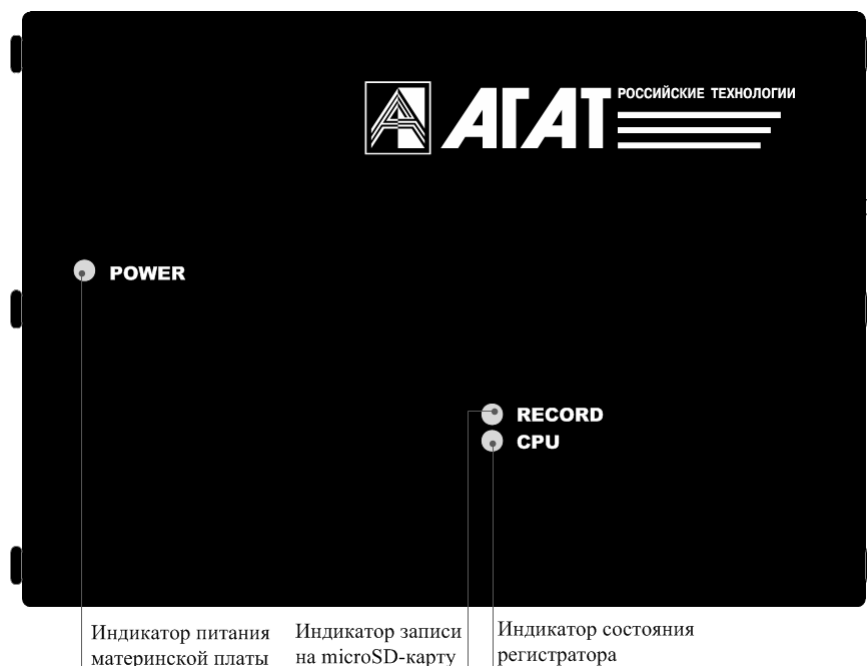 АГАТ
РОССИЙСКИЕ ТЕХНОЛОГИИ
POWER
RECORD
CPU
Индикатор питания
материнской платы
Индикатор записи
на microSD-карту
Индикатор состояния
регистратора